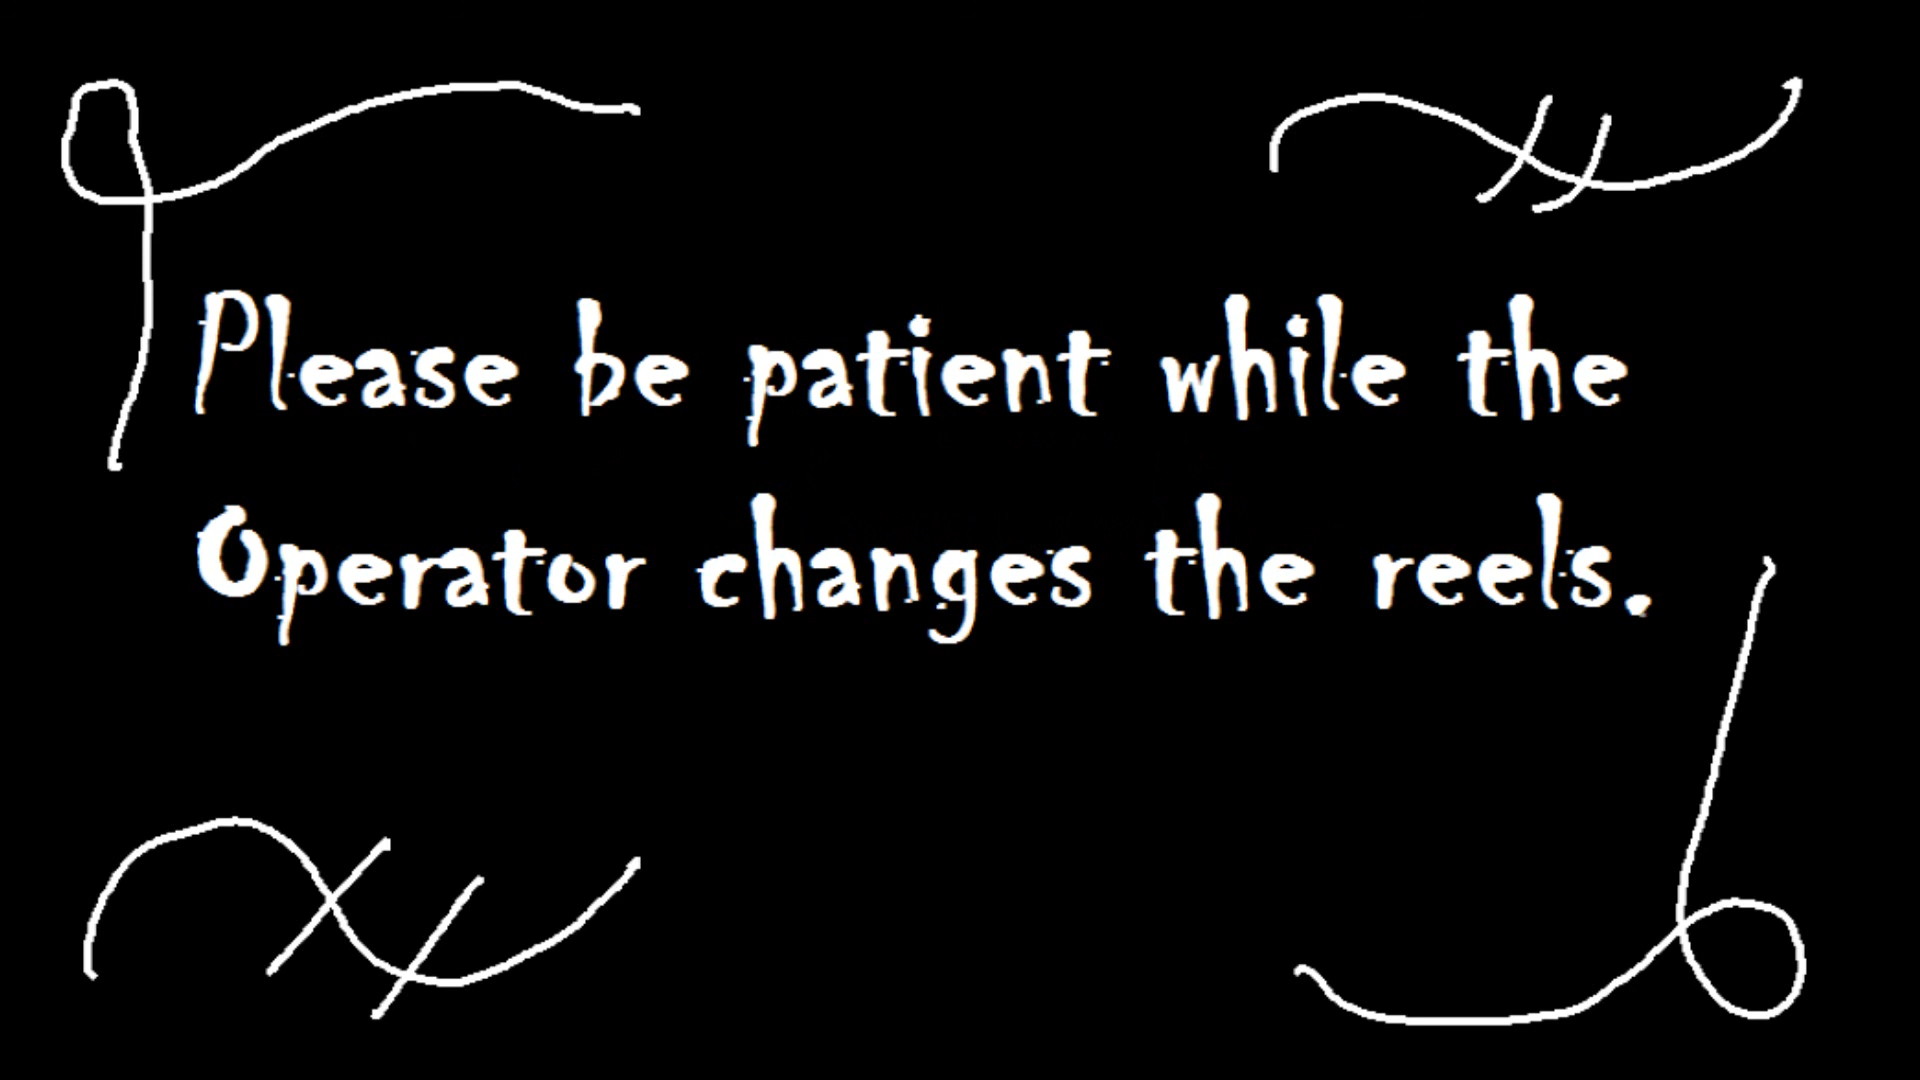 Please be patient while the
Operator changes the reels.